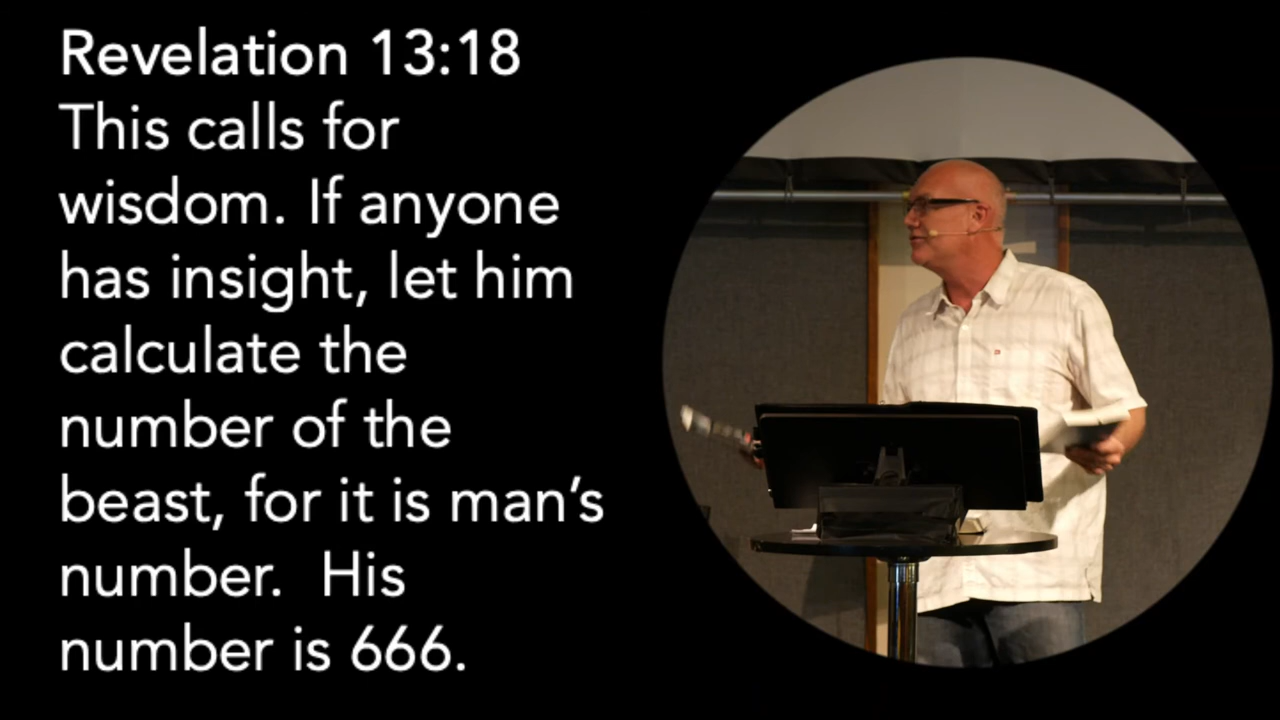 Revelation 13:18
This calls for
wisdom. If anyone
has insight, let him
calculate the
number of the
beast, for it is man’s
number.  His
number is 666.